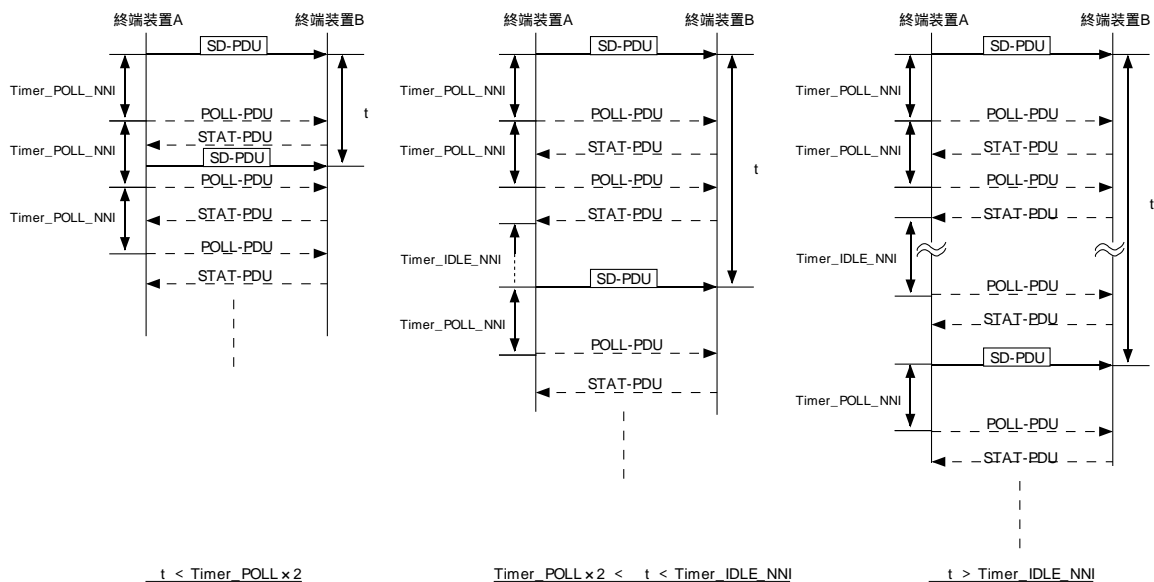 終端装置A
終端装置B
SD-PDU
Timer_POLL_NNI
POLL-PDU
t
STAT-PDU
Timer_POLL_NNI
SD-PDU
POLL-PDU
Timer_POLL_NNI
STAT-PDU
POLL-PDU
STAT-PDU
t < Timer_POLL×2
終端装置A
終端装置B
SD-PDU
Timer_POLL_NNI
POLL-PDU
Timer_POLL_NNI
STAT-PDU
t
POLL-PDU
STAT-PDU
Timer_IDLE_NNI
SD-PDU
Timer_POLL_NNI
POLL-PDU
STAT-PDU
Timer_POLL×2 < t < Timer_IDLE_NNI
終端装置A
終端装置B
SD-PDU
Timer_POLL_NNI
POLL-PDU
Timer_POLL_NNI
STAT-PDU
POLL-PDU
t
STAT-PDU
Timer_IDLE_NNI
POLL-PDU
STAT-PDU
SD-PDU
Timer_POLL_NNI
POLL-PDU
STAT-PDU
t > Timer_IDLE_NNI